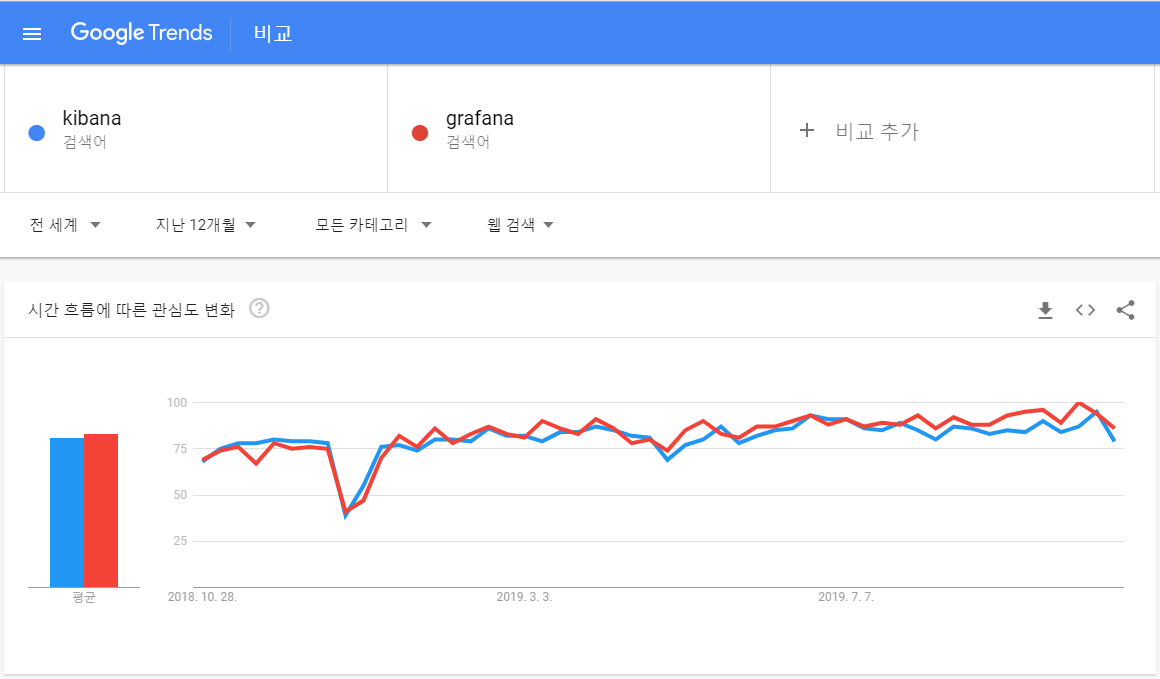 Google Trends 비교
kibana
검색어
grafana
검색어
+ 비교 추가
전 세계
지난 12개월
모든 카테고리
웹 검색
시간 흐름에 따른 관심도 변화 ?
100
75
50
25
평균
2018. 10. 28.
2019. 3. 3.
2019. 7. 7.